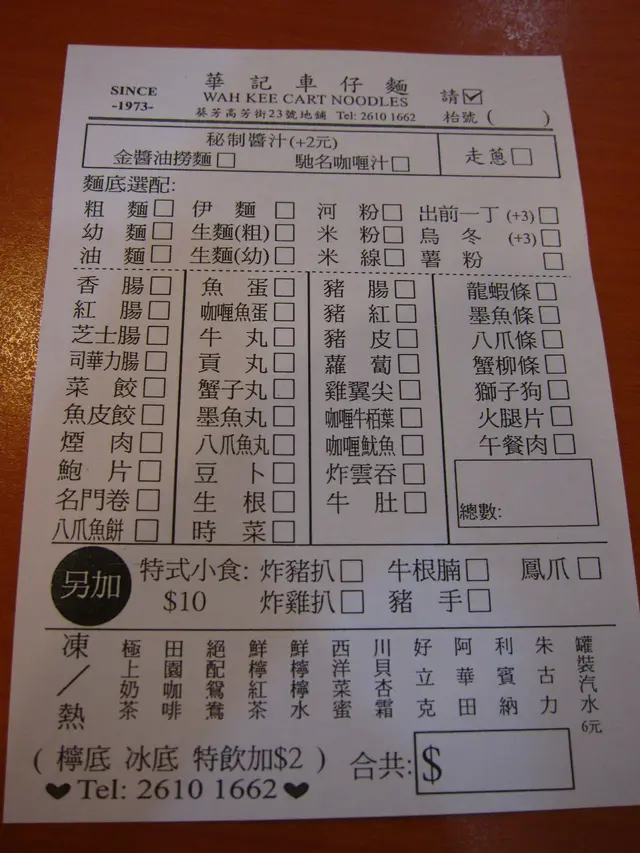 SINCE
-1973-
華記車仔麵
WAH KEE CART NOODLES
葵芳高芳街23號地舖 Tel: 2610 1662
請☑
枱號 ( )
秘制醬汁(+2元)
金醬油撈麵□ 馳名咖喱汁□ 走蔥□
麵底選配:
粗麵□ 伊麵□ 河粉□ 出前一丁 (+3)□
幼麵□ 生麵(粗)□ 米粉□ 烏冬 (+3)□
油麵□ 生麵(幼)□ 米線□ 薯粉□
香腸□ 魚蛋□ 豬腸□ 龍蝦條□
紅腸□ 咖喱魚蛋□ 豬紅□ 墨魚條□
芝士腸□ 牛丸□ 豬皮□ 八爪條□
司華力腸□ 貢丸□ 蘿蔔□ 蟹柳條□
菜餃□ 蟹子丸□ 雞翼尖□ 獅子狗□
魚皮餃□ 墨魚丸□ 咖喱牛栢葉□ 火腿片□
煙肉□ 八爪魚丸□ 咖喱魷魚□ 午餐肉□
鮑片□ 豆卜□ 炸雲吞□
名門卷□ 生根□ 牛肚□ 總數:
八爪魚餅□ 時菜□
另加 特式小食: 炸豬扒□ 牛根腩□ 鳳爪□
$10 炸雞扒□ 豬手□
凍/熱
極上奶茶
田園咖啡
絕配鴛鴦
鮮檸紅茶
鮮檸檸水
西洋菜蜜
川貝杏霜
好立克
阿華田
利賓納
朱古力
罐裝汽水 6元
( 檸底 冰底 特飲加$2 ) 合共: $
♥Tel: 2610 1662♥